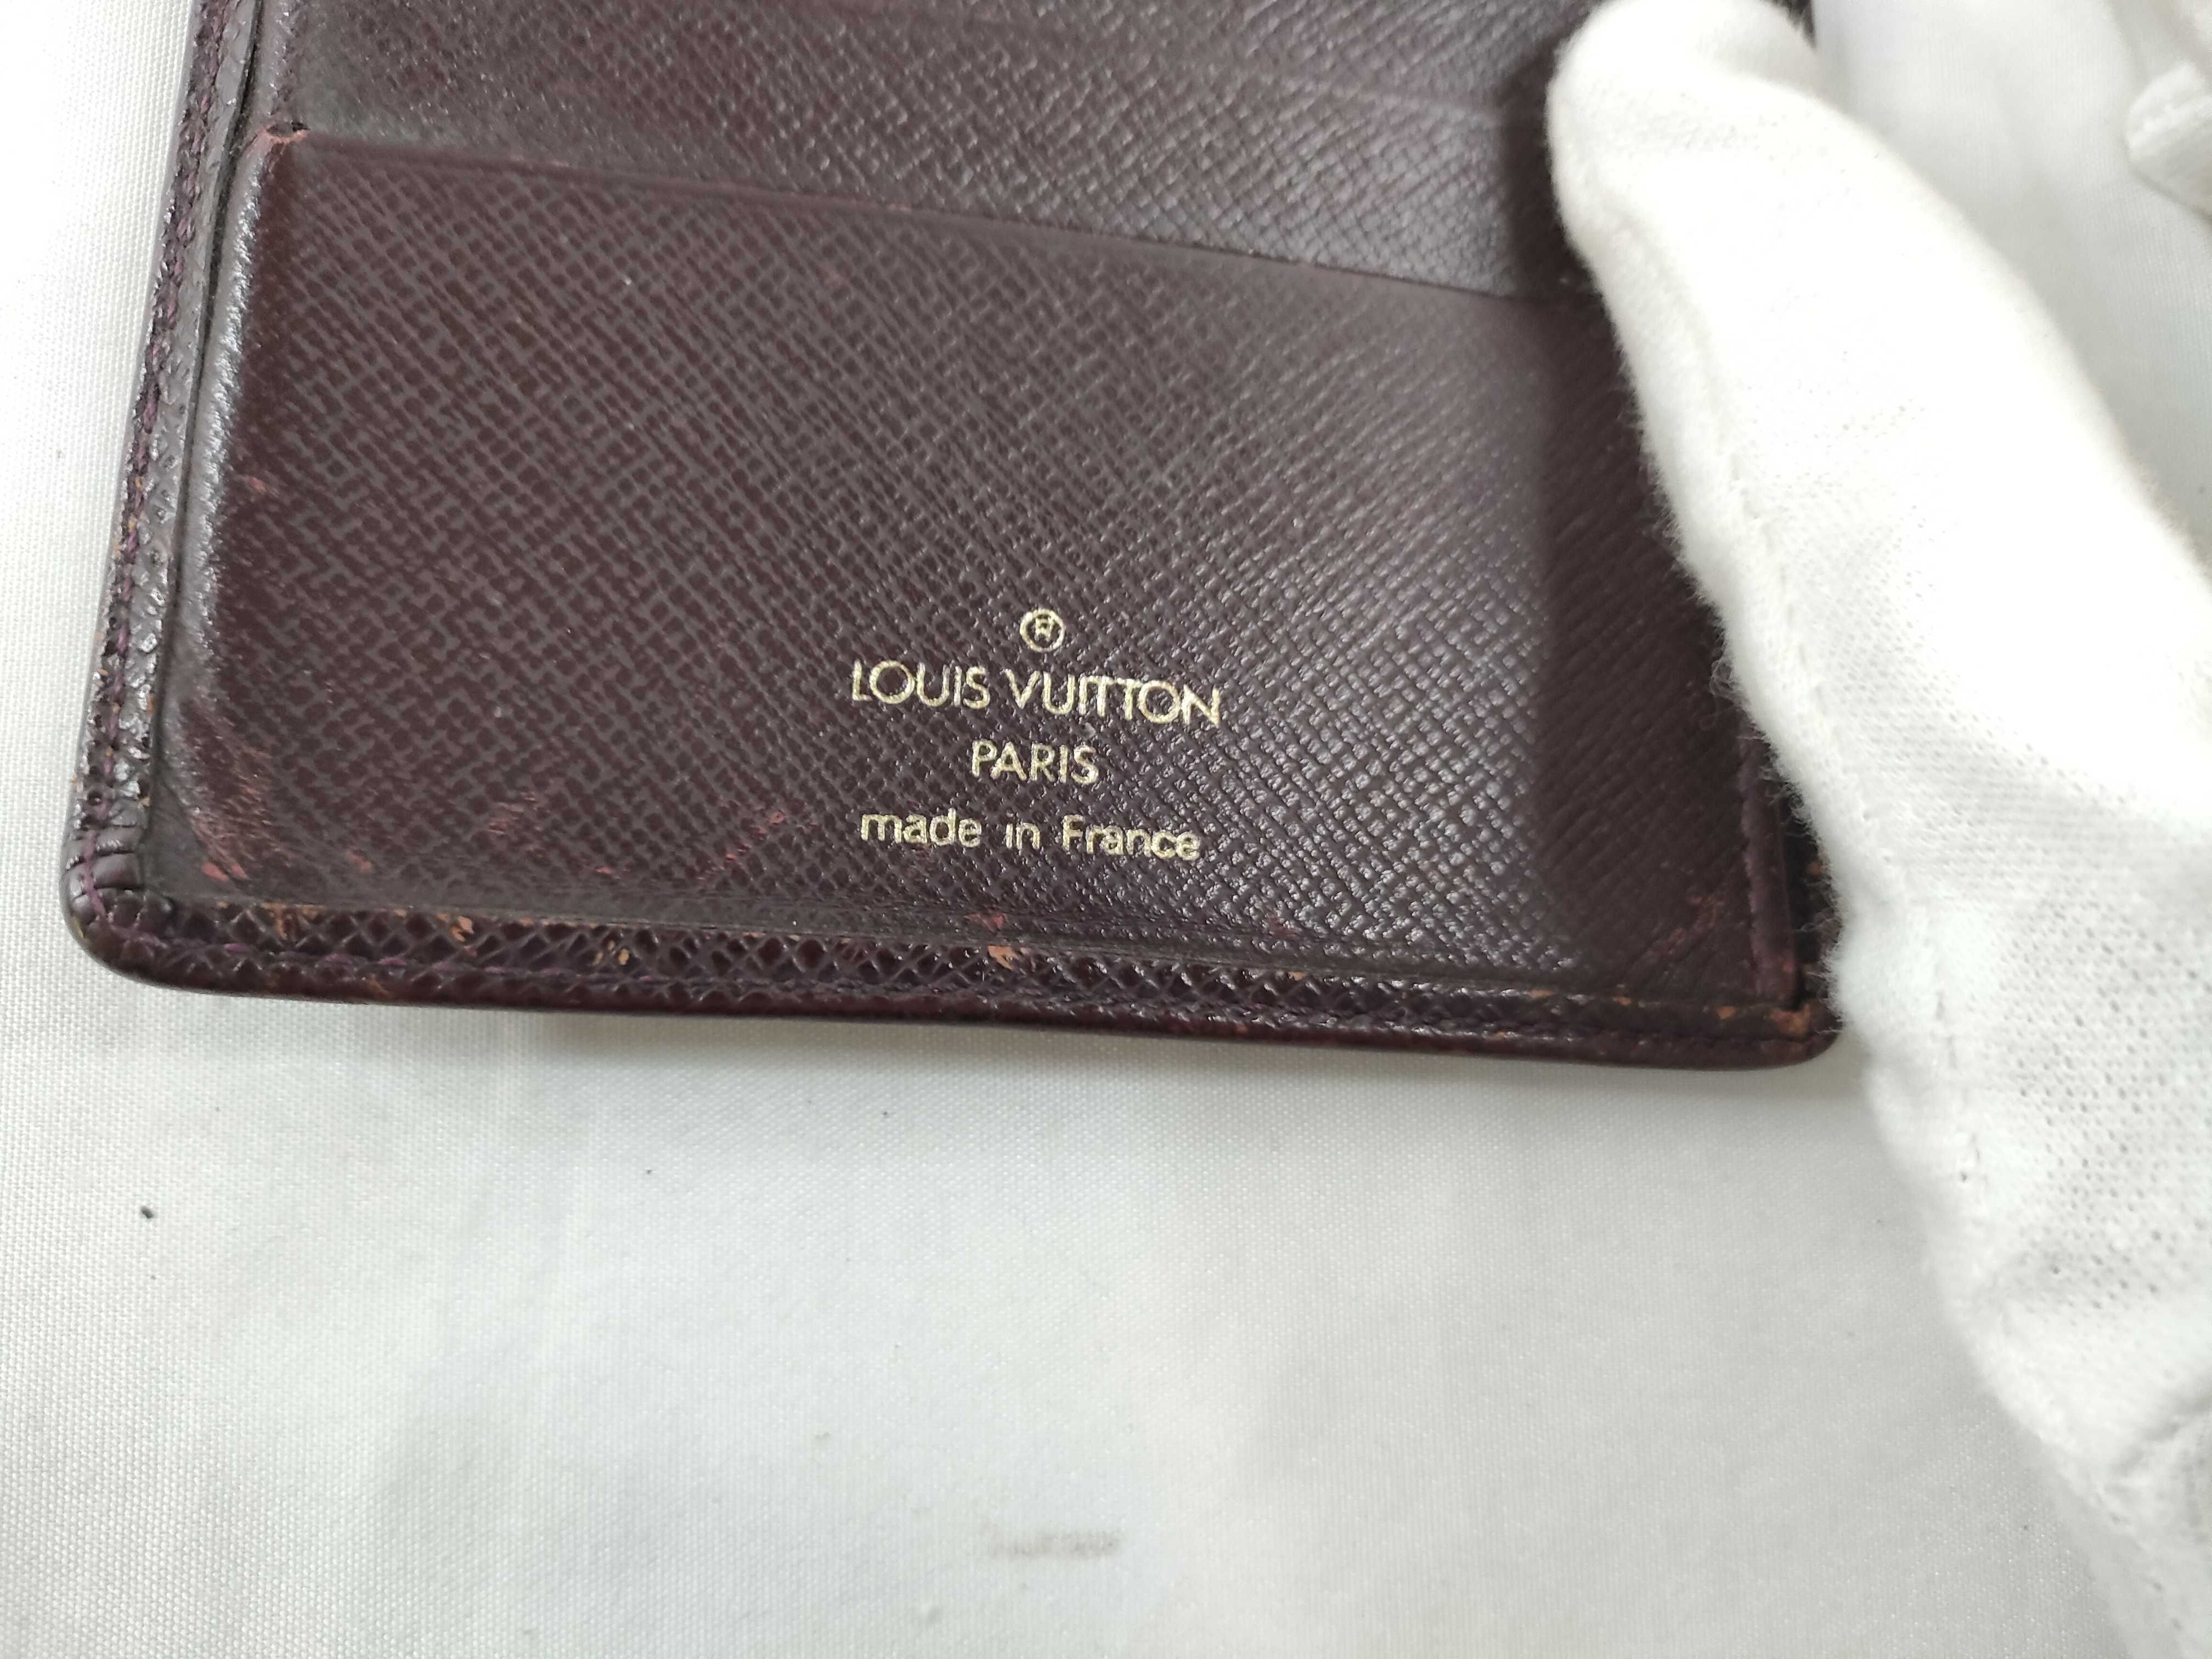 ®
LOUIS VUITTON
PARIS
made in France